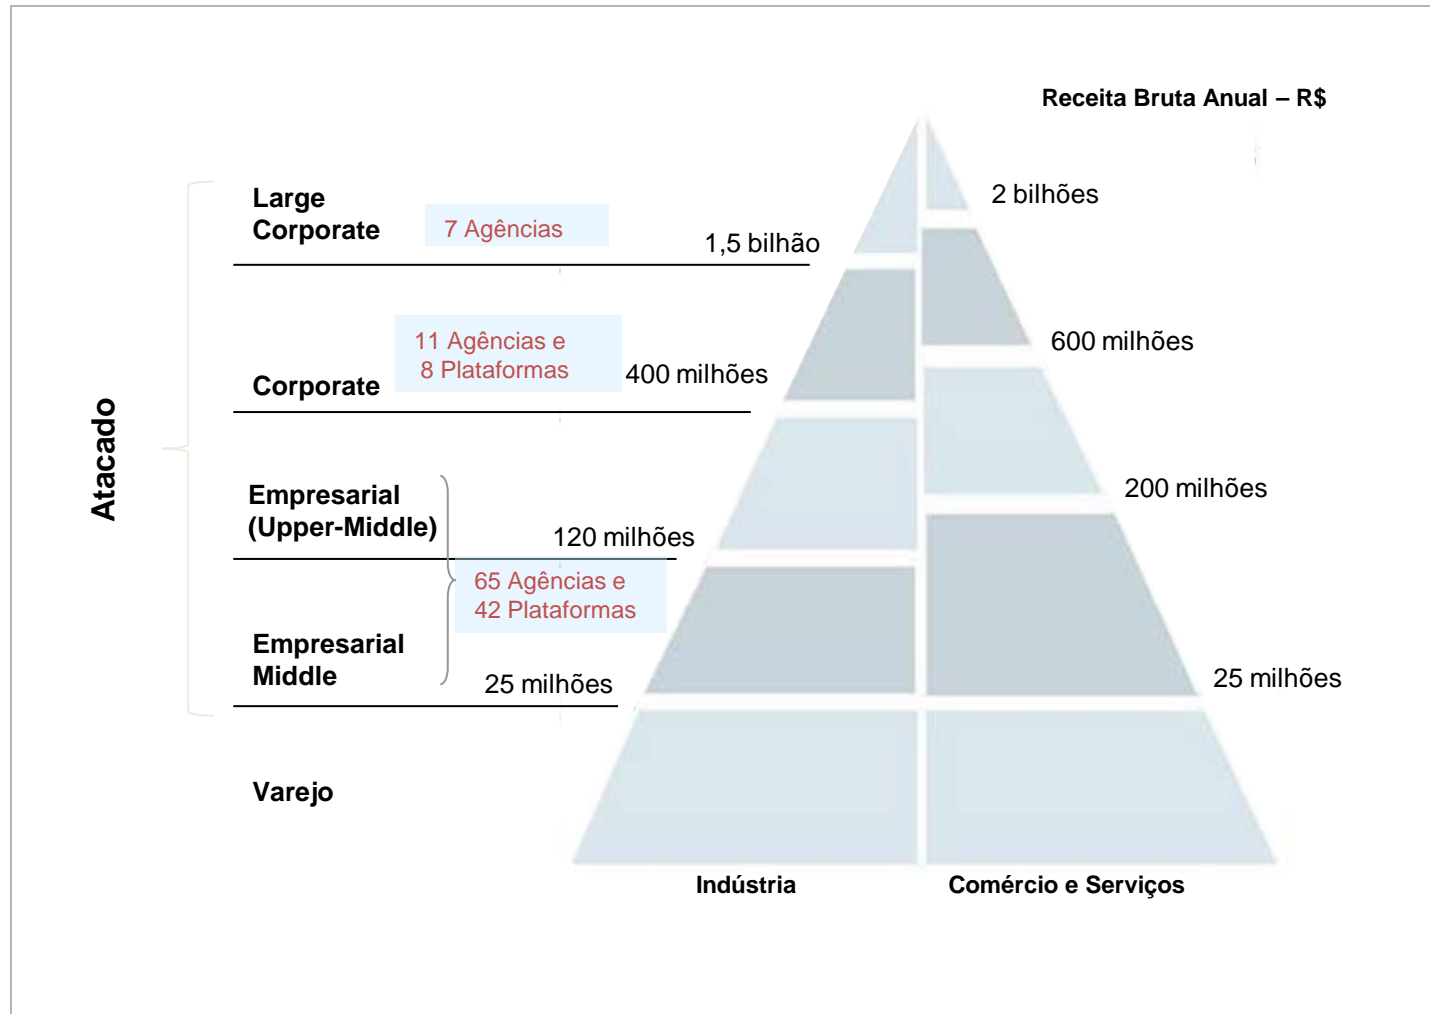 Receita Bruta Anual – R$
Large
Corporate
7 Agências
1,5 bilhão
2 bilhões
11 Agências e
8 Plataformas
Corporate
400 milhões
600 milhões
Atacado
Empresarial
(Upper-Middle)
120 milhões
200 milhões
65 Agências e
42 Plataformas
Empresarial
Middle
25 milhões
25 milhões
Varejo
Indústria
Comércio e Serviços